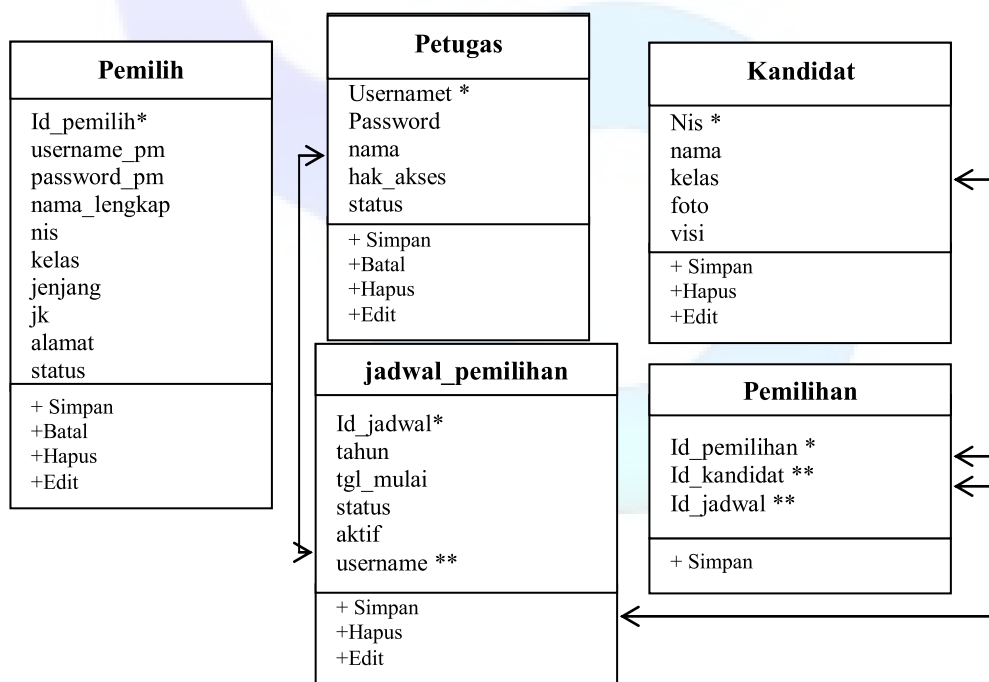 Pemilih
Id_pemilih*
username_pm
password_pm
nama_lengkap
nis
kelas
jenjang
jk
alamat
status
+ Simpan
+Batal
+Hapus
+Edit
Petugas
Usernamet *
Password
nama
hak_akses
status
+ Simpan
+Batal
+Hapus
+Edit
Kandidat
Nis *
nama
kelas
foto
visi
+ Simpan
+Hapus
+Edit
jadwal_pemilihan
Id_jadwal*
tahun
tgl_mulai
status
aktif
username **
+ Simpan
+Hapus
+Edit
Pemilihan
Id_pemilihan *
Id_kandidat **
Id_jadwal **
+ Simpan